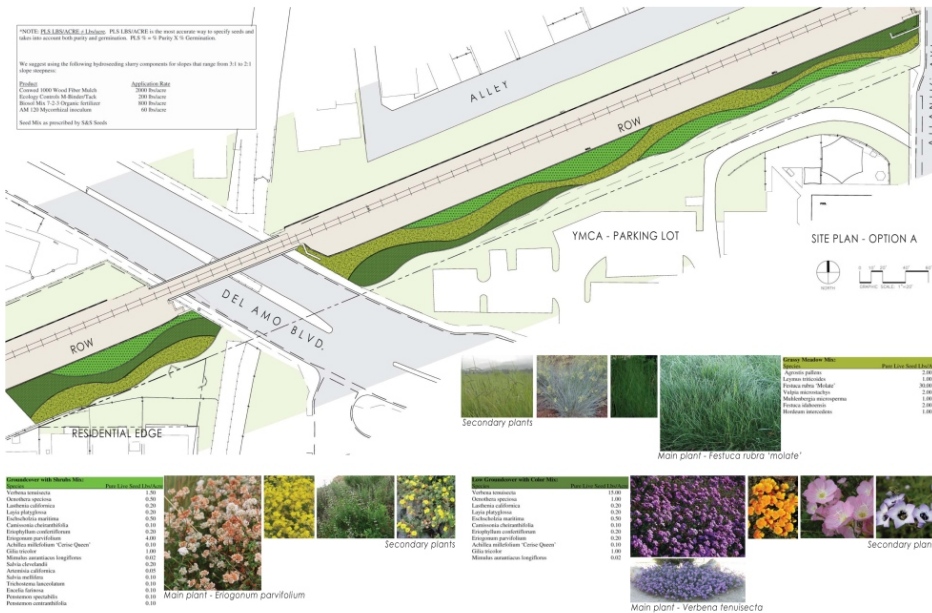 *NOTE: PLS LBS/ACRE ≠ Lbs/acre. PLS LBS/ACRE is the most accurate way to specify seeds and
takes into account both purity and germination. PLS % = % Purity X % Germination.
We suggest using the following hydroseeding slurry components for slopes that range from 3:1 to 2:1
slope steepness:
Product Application Rate
Conwed 1000 Wood Fiber Mulch 2000 lbs/acre
Ecology Controls M-Binder/Tack 200 lbs/acre
Biosol Mix 7-2-3 Organic fertilizer 800 lbs/acre
AM 120 Mycorrhizal inoculum 60 lbs/acre
Seed Mix as prescribed by S&S Seeds
ALLEY
ROW
YMCA - PARKING LOT
SITE PLAN - OPTION A
NORTH
GRAPHIC SCALE 1"=20'
DEL AMO BLVD.
ROW
RESIDENTIAL EDGE
Secondary plants
Main plant - Festuca rubra 'molate'
Grassy Meadow Mix:
Species Pure Live Seed Lbs/
Agrostis pallens 2.00
Leymus triticoides 1.00
Festuca rubra 'Molate' 30.00
Vulpia microstachys 2.00
Muhlenbergia microsperma 1.00
Festuca idahoensis 2.00
Hordeum intercedens 1.00
Groundcover with Shrubs Mix:
Species Pure Live Seed Lbs/Acre
Verbena tenuisecta 1.50
Oenothera speciosa 0.50
Lasthenia californica 0.20
Layia platyglossa 0.20
Eschscholzia maritima 0.50
Camissonia cheiranthifolia 0.10
Eriophyllum confertiflorum 0.20
Eriogonum parvifolium 4.00
Achillea millefolium 'Cerise Queen' 0.10
Gilia tricolor 1.00
Mimulus aurantiacus longiflorus 0.02
Salvia clevelandii 0.20
Artemisia californica 0.05
Salvia mellifera 0.10
Trichostema lanceolatum 0.10
Encelia farinosa 0.10
Penstemon spectabilis 0.10
Penstemon centranthifolia 0.10
Main plant - Eriogonum parvifolium
Secondary plants
Low Groundcover with Color Mix:
Species Pure Live Seed Lbs/Acre
Verbena tenuisecta 15.00
Oenothera speciosa 1.00
Lasthenia californica 0.20
Layia platyglossa 0.20
Eschscholzia maritima 0.50
Camissonia cheiranthifolia 0.10
Eriophyllum confertiflorum 0.20
Eriogonum parvifolium 0.20
Achillea millefolium 'Cerise Queen' 0.10
Gilia tricolor 1.00
Mimulus aurantiacus longiflorus 0.02
Secondary plan
Main plant - Verbena tenuisecta